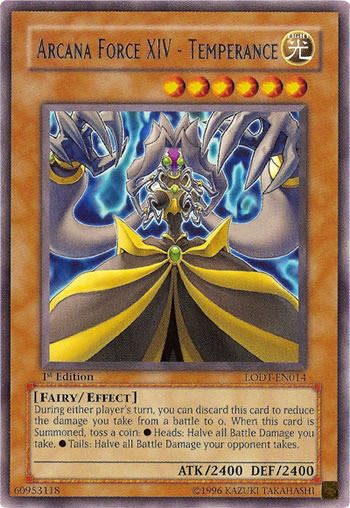 ARCANA FORCE XIV - TEMPERANCE
LIGHT
光
1st Edition
LODT-EN014
[FAIRY/EFFECT]
During either player's turn, you can discard this card to reduce
the damage you take from a battle to 0. When this card is
Summoned, toss a coin: ●Heads: Halve all Battle Damage you
take. ●Tails: Halve all Battle Damage your opponent takes.
ATK/2400 DEF/2400
60953118
©1996 KAZUKI TAKAHASHI